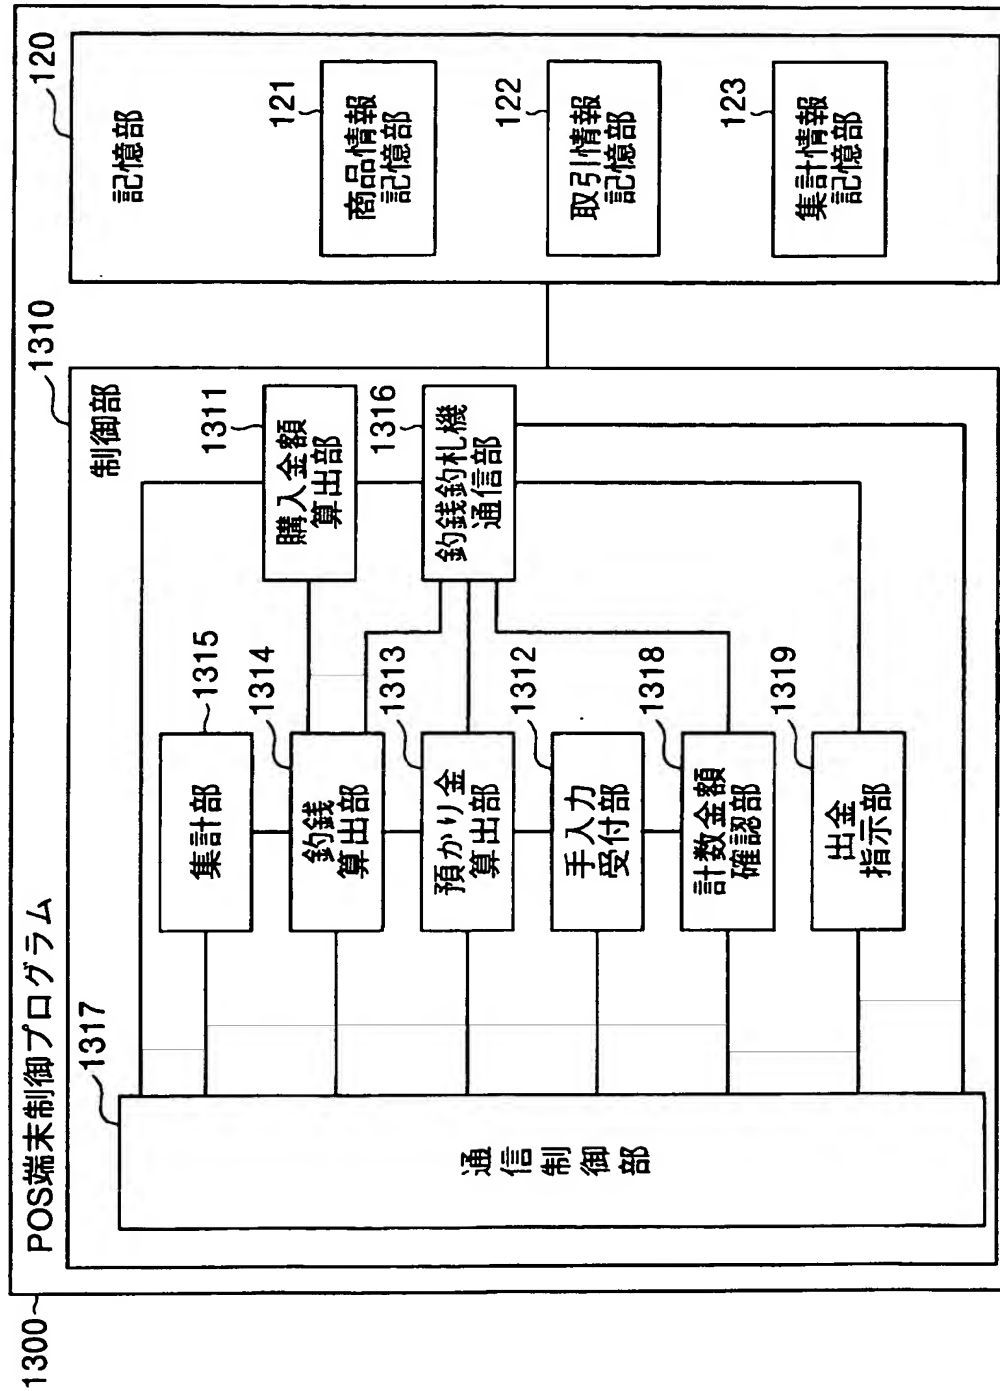 1300
POS端末制御プログラム
1310
制御部
1317
通信制御部
1315
集計部
1314
釣銭
算出部
1313
預かり金
算出部
1312
手入力
受付部
1318
計数金額
確認部
1319
出金
指示部
1311
購入金額
算出部
1316
釣銭釣札機
通信部
120
記憶部
121
商品情報
記憶部
122
取引情報
記憶部
123
集計情報
記憶部